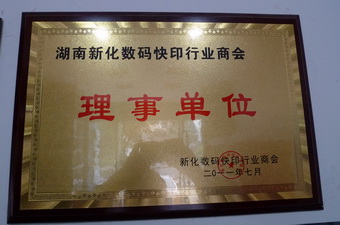 湖南新化数码快印行业商会
理事单位
新化数码快印行业商会
二〇一一年七月